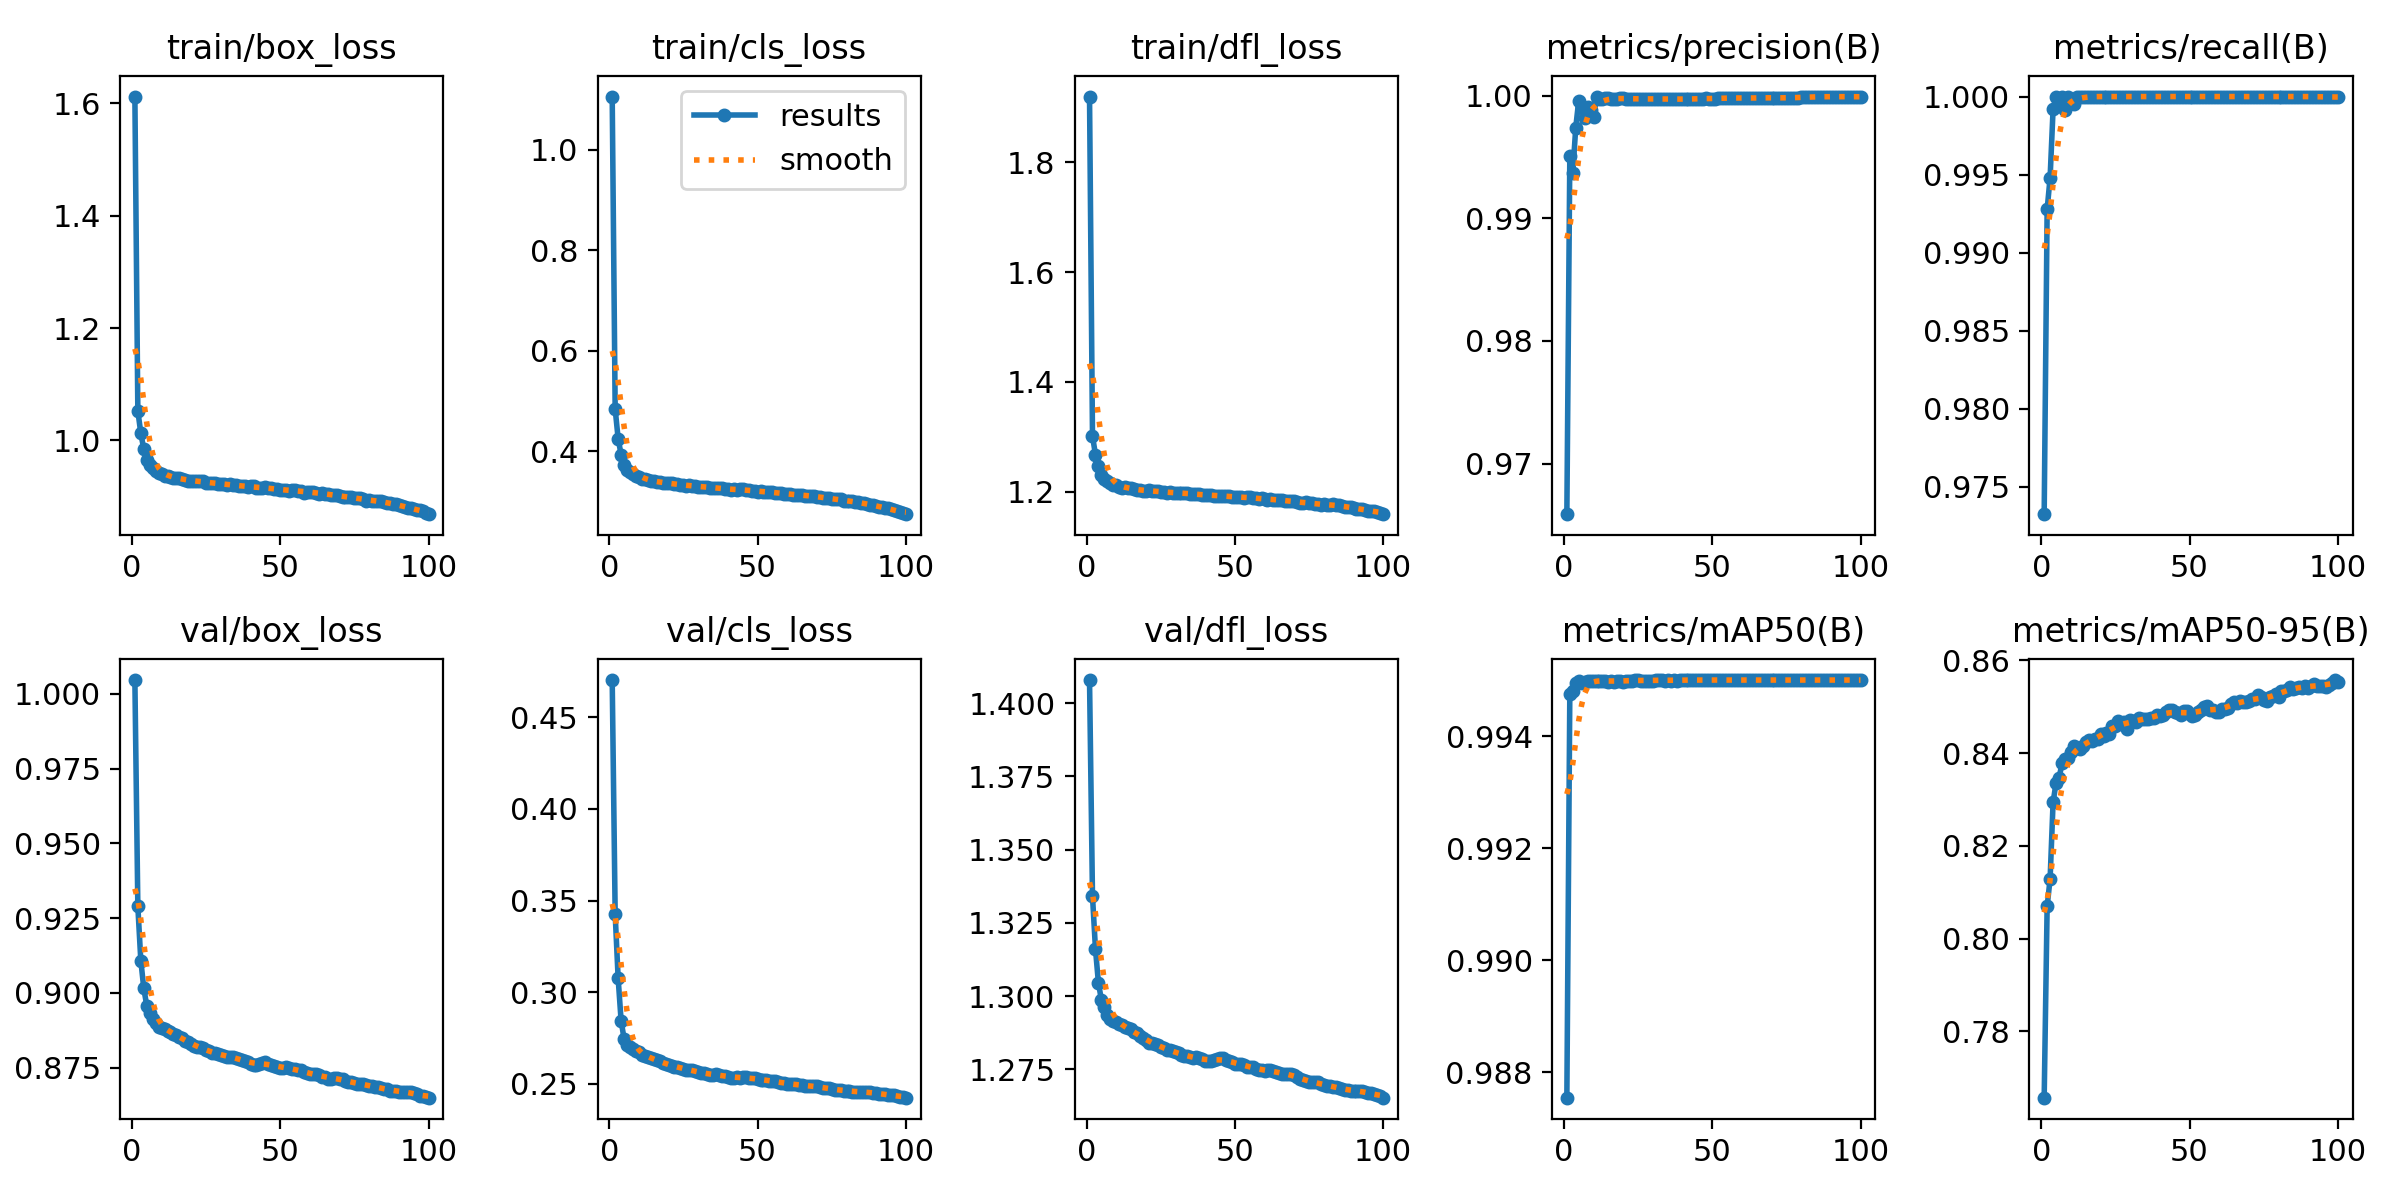 train/box_loss
1.6
1.4
1.2
1.0
0 50 100
train/cls_loss
results
smooth
1.0
0.8
0.6
0.4
0 50 100
train/dfl_loss
1.8
1.6
1.4
1.2
0 50 100
metrics/precision(B)
1.00
0.99
0.98
0.97
0 50 100
metrics/recall(B)
1.000
0.995
0.990
0.985
0.980
0.975
0 50 100
val/box_loss
1.000
0.975
0.950
0.925
0.900
0.875
0 50 100
val/cls_loss
0.45
0.40
0.35
0.30
0.25
0 50 100
val/dfl_loss
1.400
1.375
1.350
1.325
1.300
1.275
0 50 100
metrics/mAP50(B)
0.994
0.992
0.990
0.988
0 50 100
metrics/mAP50-95(B)
0.86
0.84
0.82
0.80
0.78
0 50 100